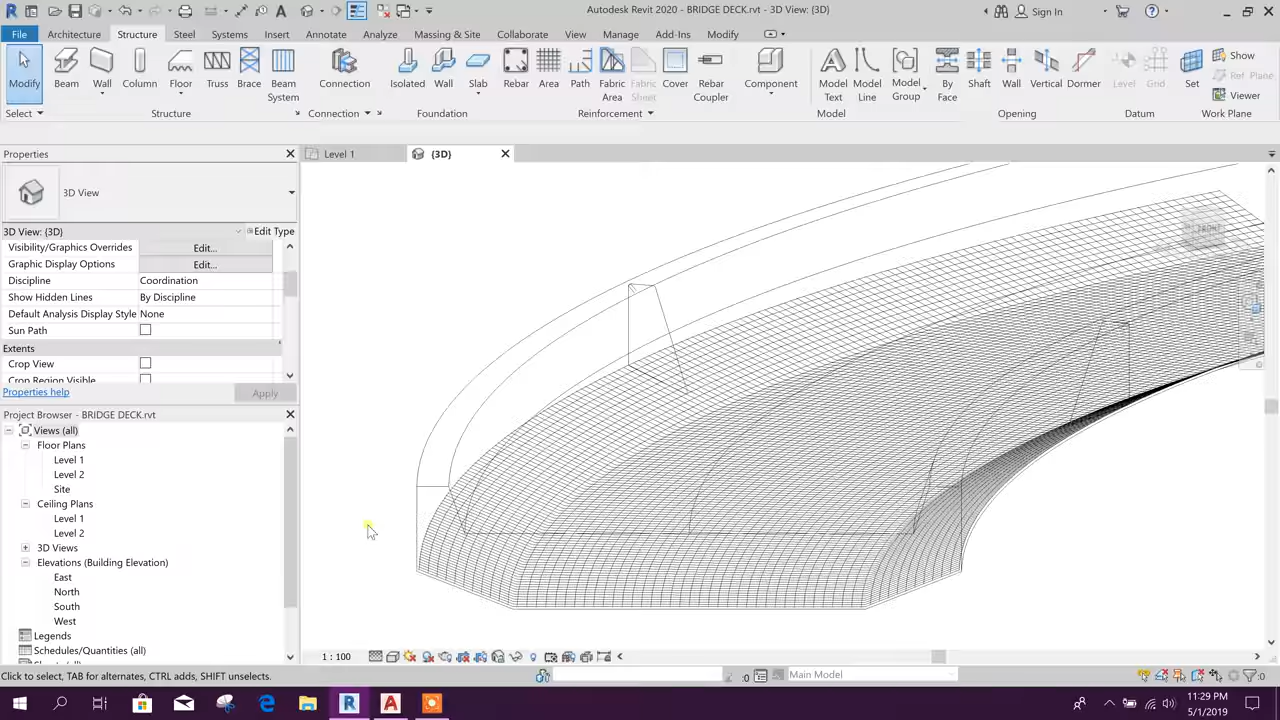 Autodesk Revit 2020 - BRIDGE DECK.rvt - 3D View: {3D}
Sign In
File Architecture Structure Steel Systems Insert Annotate Analyze Massing & Site Collaborate View Manage Add-Ins Modify
Modify Beam Wall Column Floor Truss Brace Beam System Connection Isolated Wall Slab Rebar Area Path Fabric Area Fabric Sheet Cover Rebar Coupler Component Model Text Model Line Model Group By Face Shaft Wall Vertical Dormer Level Grid Set Show Ref Plane Viewer
Select Structure Connection Foundation Reinforcement Model Opening Datum Work Plane
Properties
Level 1
{3D}
3D View
3D View: {3D} Edit Type
Visibility/Graphics Overrides Edit...
Graphic Display Options Edit...
Discipline Coordination
Show Hidden Lines By Discipline
Default Analysis Display Style None
Sun Path
Extents
Crop View
Crop Region Visible
Properties help Apply
FRONT
Project Browser - BRIDGE DECK.rvt
Views (all)
Floor Plans
Level 1
Level 2
Site
Ceiling Plans
Level 1
Level 2
3D Views
Elevations (Building Elevation)
East
North
South
West
Legends
Schedules/Quantities (all)
1 : 100
Click to select, TAB for alternates, CTRL adds, SHIFT unselects.
:0
Main Model
:0
11:29 PM
5/1/2019